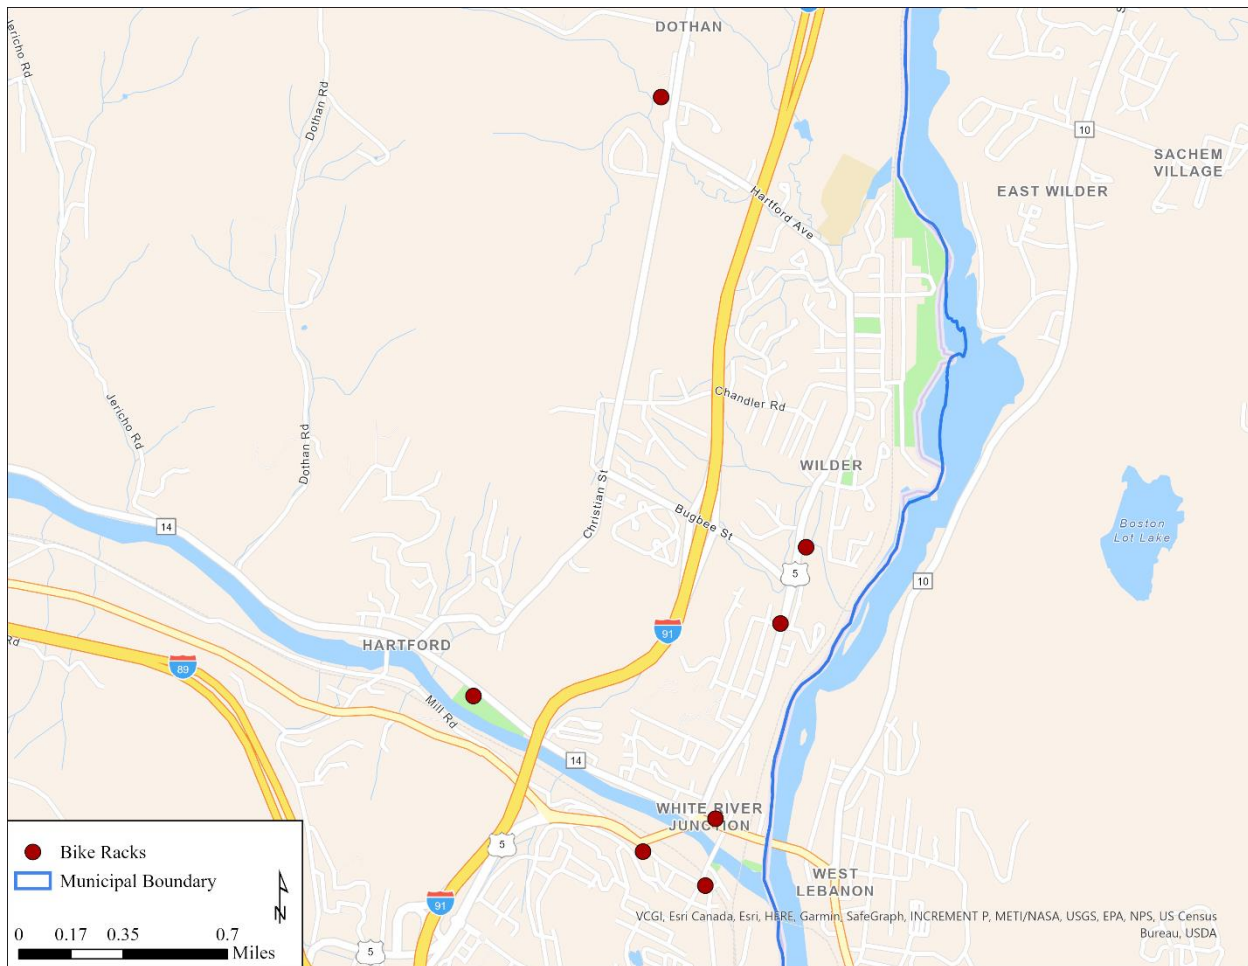 DOTHAN
Jericho Rd
Dothan Rd
10
SACHEM
VILLAGE
EAST WILDER
Hartford Ave
Jericho Rd
Chandler Rd
Dothan Rd
WILDER
Christian St
Bugbee St
14
Boston
Lot Lake
5
10
91
HARTFORD
89
Rd
Mill Rd
14
WHITE RIVER
JUNCTION
5
WEST
LEBANON
91
5
Bike Racks
Municipal Boundary
N
0 0.17 0.35 0.7
Miles
VCGI, Esri Canada, Esri, HERE, Garmin, SafeGraph, INCREMENT P, METI/NASA, USGS, EPA, NPS, US Census
Bureau, USDA